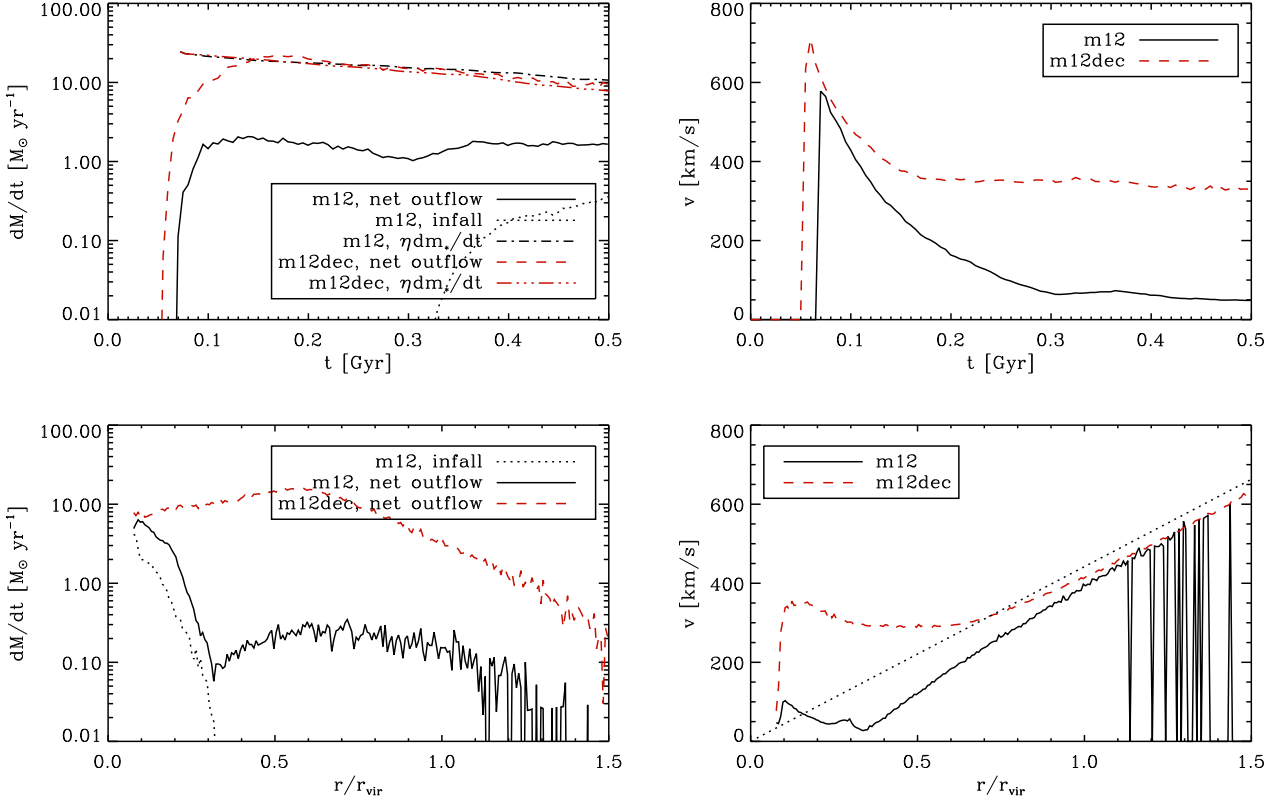 dM/dt [M⊙ yr⁻¹]
100.00
10.00
1.00
0.10
0.01
m12, net outflow
m12, infall
m12, ηdm*/dt
m12dec, net outflow
m12dec, ηdm*/dt
0.0 0.1 0.2 0.3 0.4 0.5
t [Gyr]
v [km/s]
800
600
400
200
0
m12
m12dec
0.0 0.1 0.2 0.3 0.4 0.5
t [Gyr]
dM/dt [M⊙ yr⁻¹]
100.00
10.00
1.00
0.10
0.01
m12, infall
m12, net outflow
m12dec, net outflow
0.0 0.5 1.0 1.5
r/rvir
v [km/s]
800
600
400
200
0
m12
m12dec
0.0 0.5 1.0 1.5
r/rvir